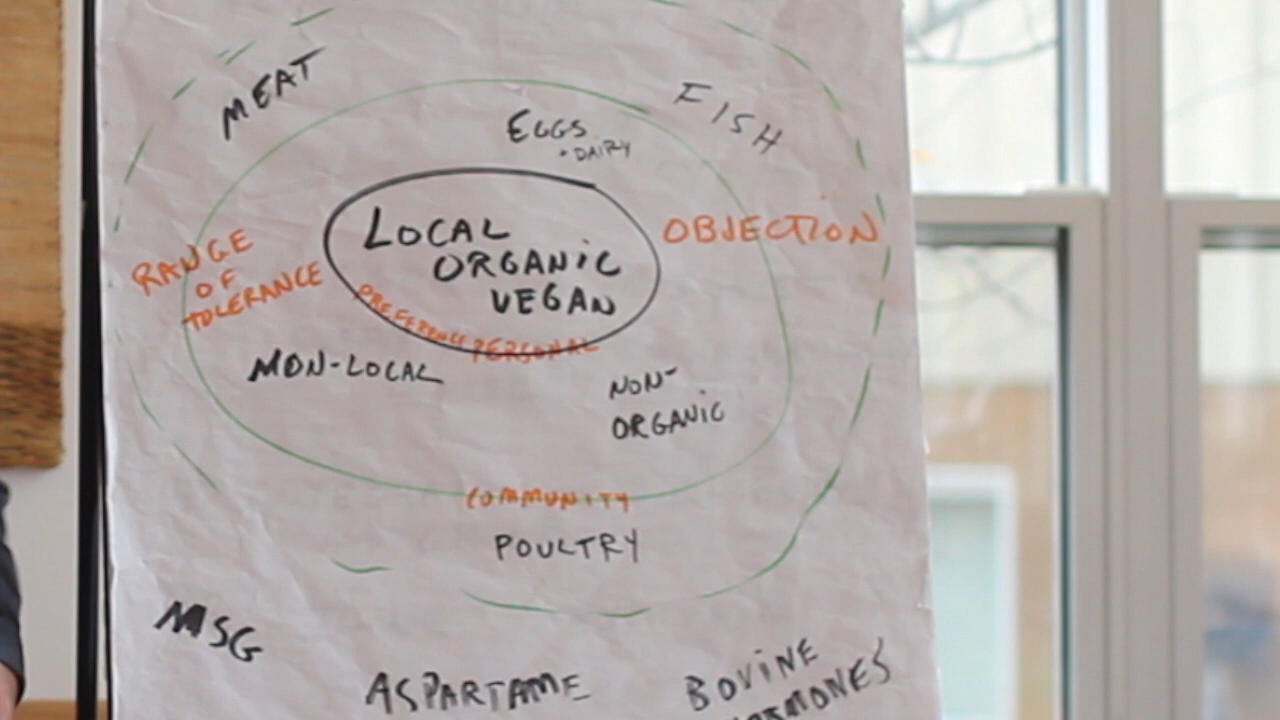 MEAT
FISH
EGGS
+ DAIRY
LOCAL
ORGANIC
VEGAN
OBJECTION
RANGE
OF
TOLERANCE
PERSONAL
NON-LOCAL
NON-
ORGANIC
COMMUNITY
POULTRY
MSG
ASPARTAME
BOVINE